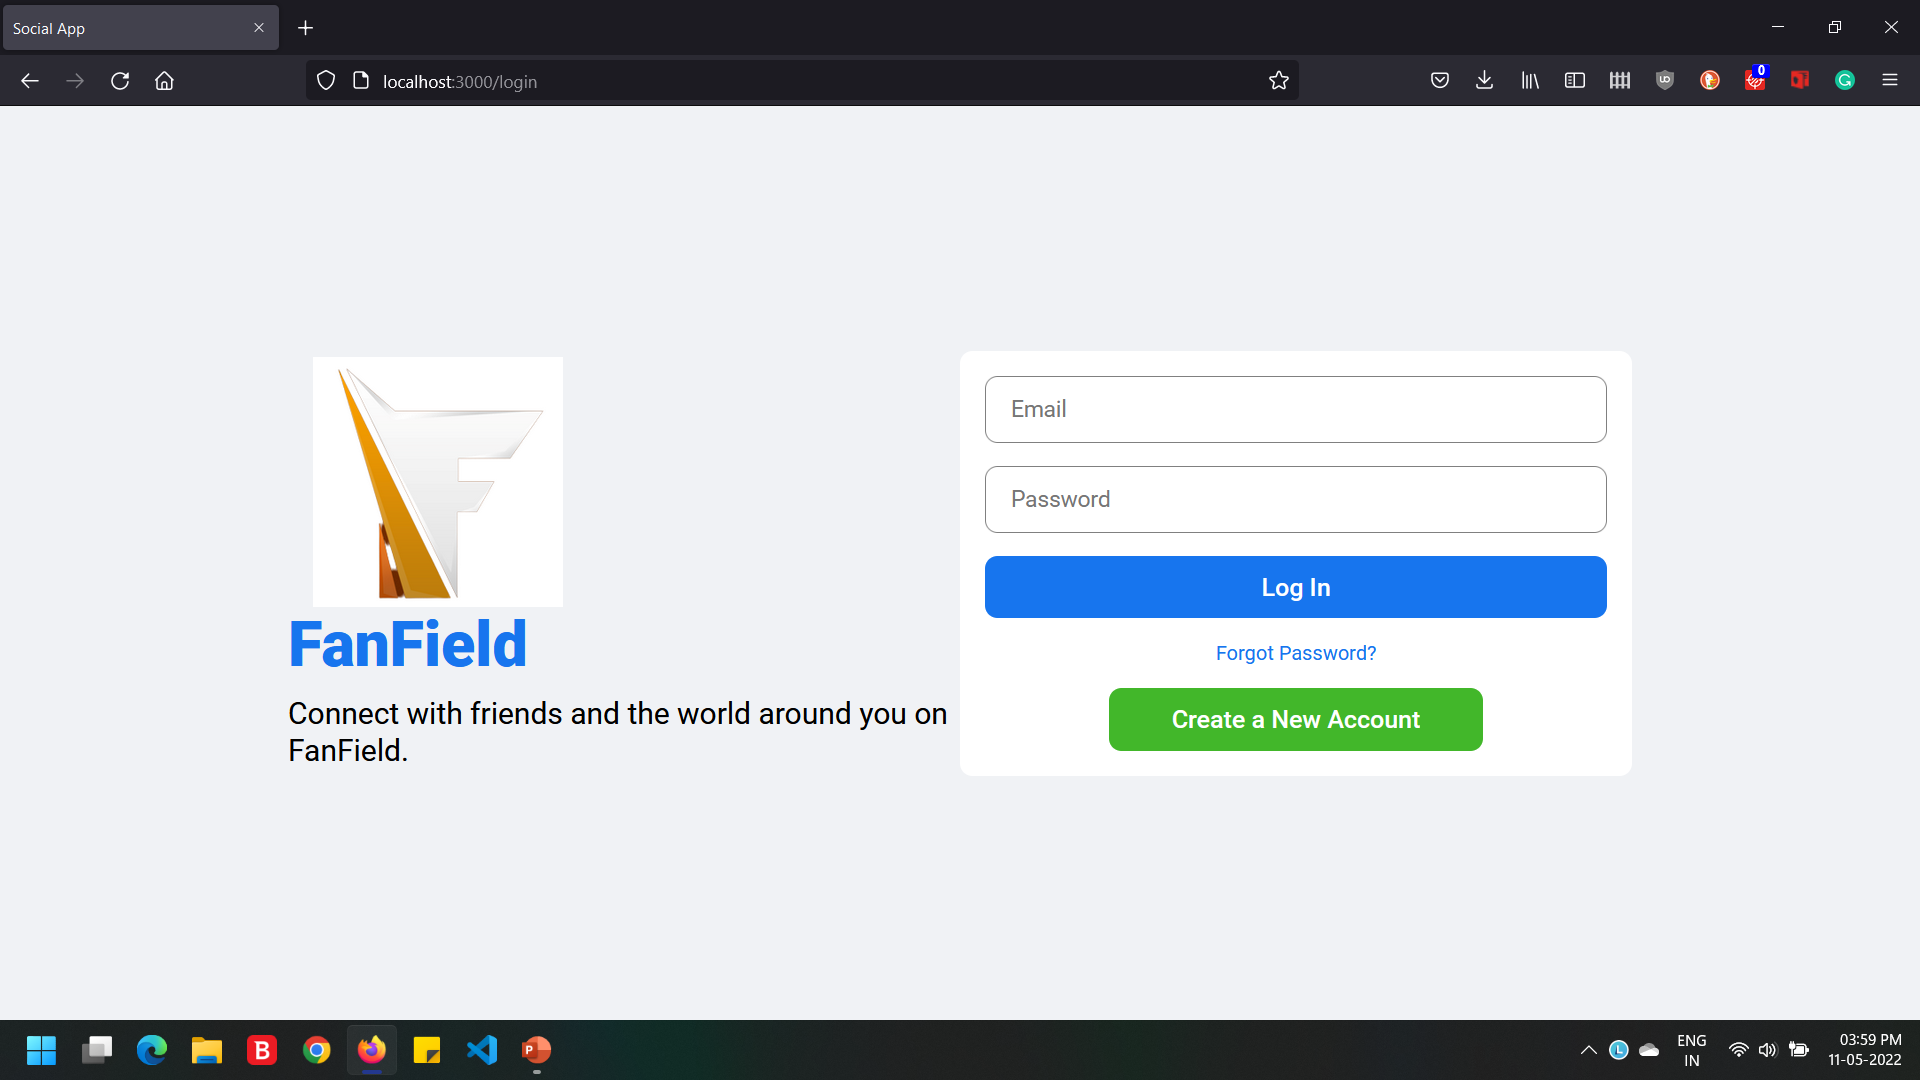 Social App
localhost:3000/login
0
FanField
Connect with friends and the world around you on
FanField.
Email
Password
Log In
Forgot Password?
Create a New Account
ENG
IN
03:59 PM
11-05-2022